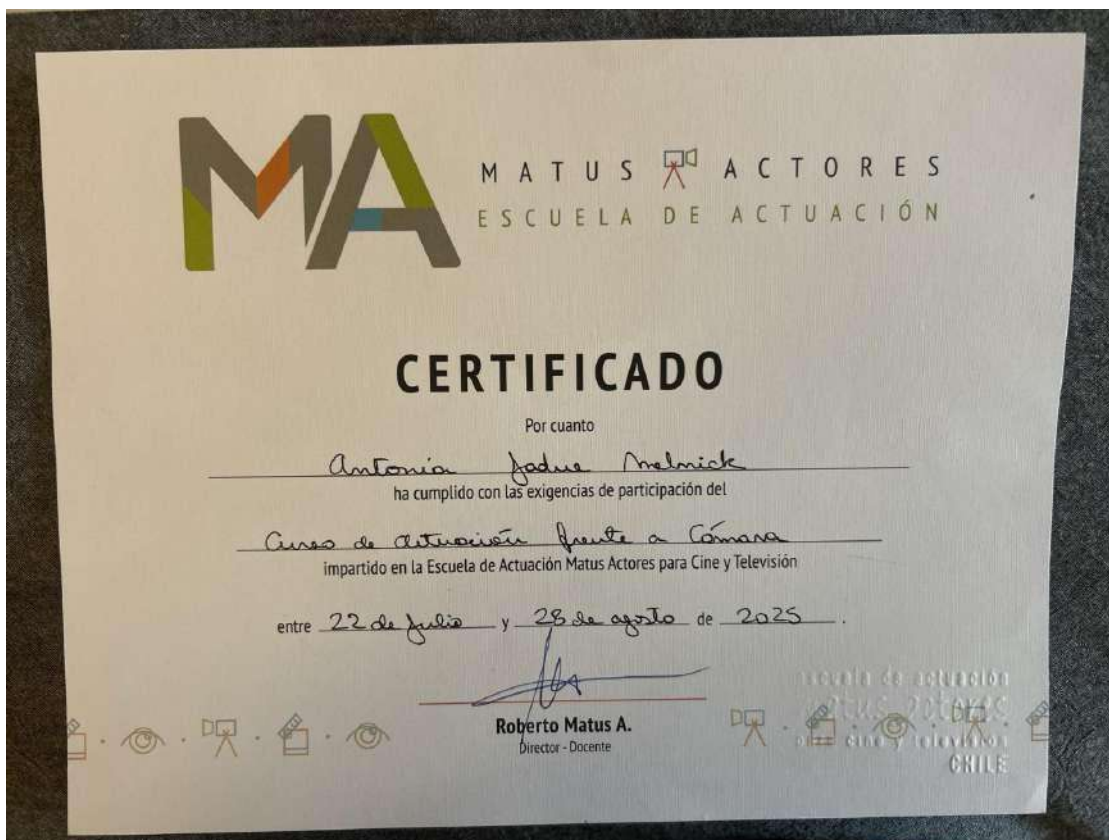 MA
MATUS ACTORES
ESCUELA DE ACTUACIÓN
CERTIFICADO
Por cuanto
Antonia Jadue Melnick
ha cumplido con las exigencias de participación del
Curso de actuación frente a Cámara
impartido en la Escuela de Actuación Matus Actores para Cine y Televisión
entre 22 de Julio y 28 de agosto de 2025.
Roberto Matus A.
Director - Docente
escuela de actuación
matus actores
para cine y televisión
CHILE